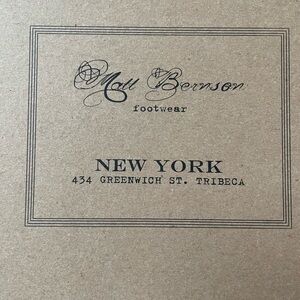 Matt Bernson
footwear
NEW YORK
434 GREENWICH ST. TRIBECA